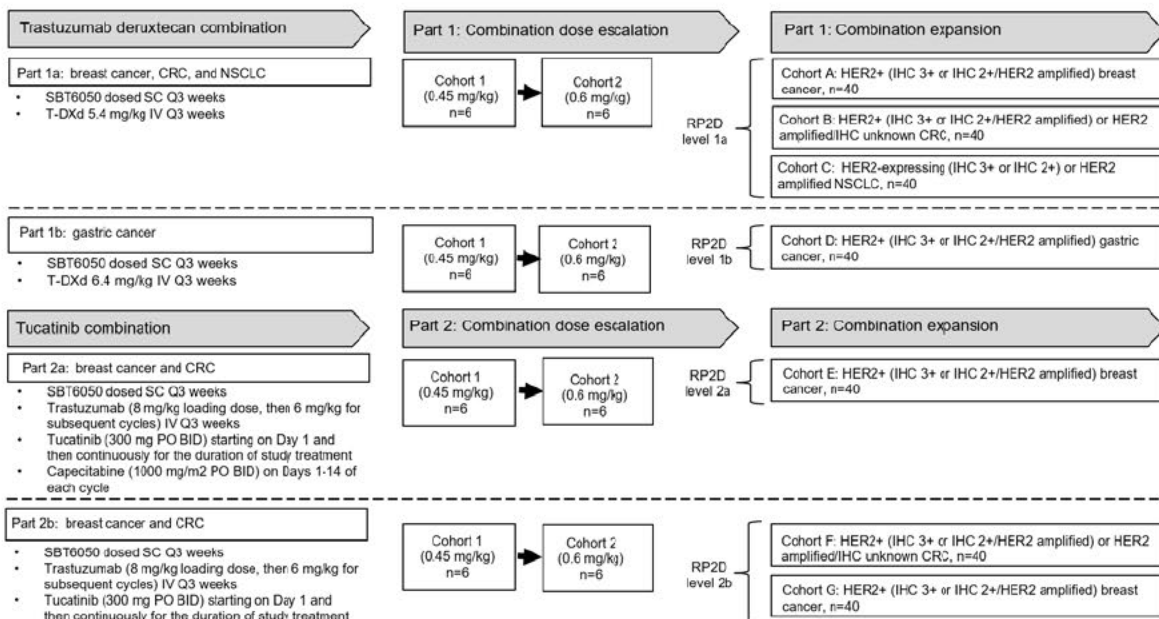 Trastuzumab deruxtecan combination
Part 1: Combination dose escalation
Part 1: Combination expansion
Part 1a: breast cancer, CRC, and NSCLC
• SBT6050 dosed SC Q3 weeks
• T-DXd 5.4 mg/kg IV Q3 weeks
Cohort 1
(0.45 mg/kg)
n=6
Cohort 2
(0.6 mg/kg)
n=6
RP2D
level 1a
Cohort A: HER2+ (IHC 3+ or IHC 2+/HER2 amplified) breast
cancer, n=40
Cohort B: HER2+ (IHC 3+ or IHC 2+/HER2 amplified) or HER2
amplified/IHC unknown CRC, n=40
Cohort C: HER2-expressing (IHC 3+ or IHC 2+) or HER2
amplified NSCLC, n=40
Part 1b: gastric cancer
• SBT6050 dosed SC Q3 weeks
• T-DXd 6.4 mg/kg IV Q3 weeks
Cohort 1
(0.45 mg/kg)
n=6
Cohort 2
(0.6 mg/kg)
n=6
RP2D
level 1b
Cohort D: HER2+ (IHC 3+ or IHC 2+/HER2 amplified) gastric
cancer, n=40
Tucatinib combination
Part 2: Combination dose escalation
Part 2: Combination expansion
Part 2a: breast cancer and CRC
• SBT6050 dosed SC Q3 weeks
• Trastuzumab (8 mg/kg loading dose, then 6 mg/kg for
subsequent cycles) IV Q3 weeks
• Tucatinib (300 mg PO BID) starting on Day 1 and
then continuously for the duration of study treatment
• Capecitabine (1000 mg/m2 PO BID) on Days 1-14 of
each cycle
Cohort 1
(0.45 mg/kg)
n=6
Cohort 2
(0.6 mg/kg)
n=6
RP2D
level 2a
Cohort E: HER2+ (IHC 3+ or IHC 2+/HER2 amplified) breast
cancer, n=40
Part 2b: breast cancer and CRC
• SBT6050 dosed SC Q3 weeks
• Trastuzumab (8 mg/kg loading dose, then 6 mg/kg for
subsequent cycles) IV Q3 weeks
• Tucatinib (300 mg PO BID) starting on Day 1 and
then continuously for the duration of study treatment
Cohort 1
(0.45 mg/kg)
n=6
Cohort 2
(0.6 mg/kg)
n=6
RP2D
level 2b
Cohort F: HER2+ (IHC 3+ or IHC 2+/HER2 amplified) or HER2
amplified/IHC unknown CRC, n=40
Cohort G: HER2+ (IHC 3+ or IHC 2+/HER2 amplified) breast
cancer, n=40